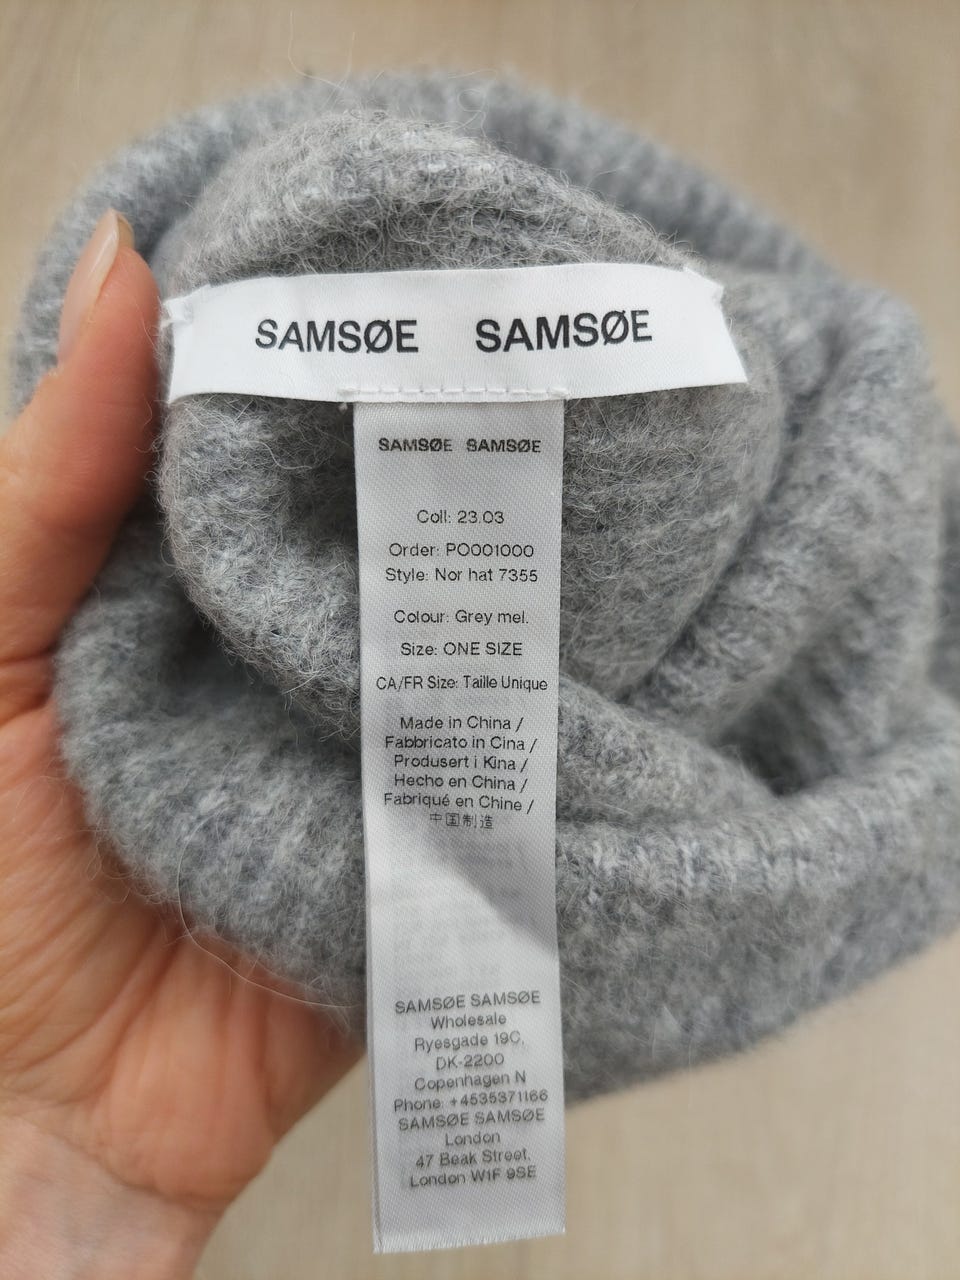 SAMSØE SAMSØE
SAMSØE SAMSØE
Coll: 23.03
Order: PO001000
Style: Nor hat 7355
Colour: Grey mel.
Size: ONE SIZE
CA/FR Size: Taille Unique
Made in China /
Fabbricato in Cina /
Produsert i Kina /
Hecho en China /
Fabriqué en Chine /
中国制造
SAMSØE SAMSØE
Wholesale
Ryesgade 19C,
DK-2200
Copenhagen N
Phone: +4535371166
SAMSØE SAMSØE
London
47 Beak Street,
London W1F 9SE